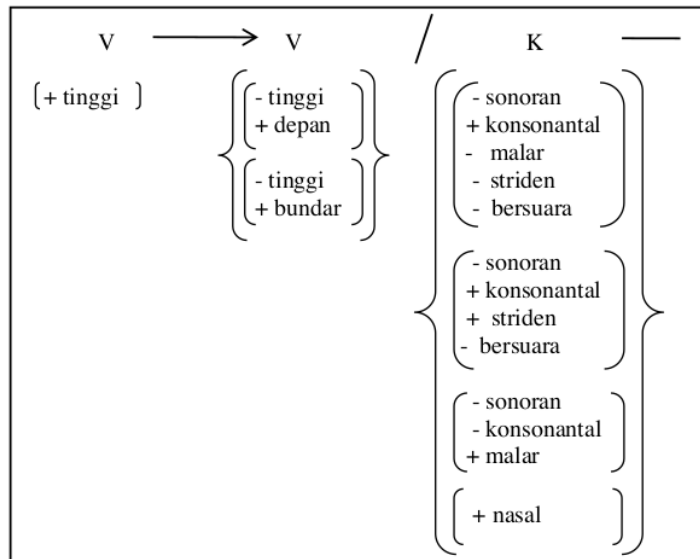 V → V / K —
[+ tinggi ]
- tinggi
+ depan
- tinggi
+ bundar
- sonoran
+ konsonantal
- malar
- striden
- bersuara
- sonoran
+ konsonantal
+ striden
- bersuara
- sonoran
- konsonantal
+ malar
+ nasal